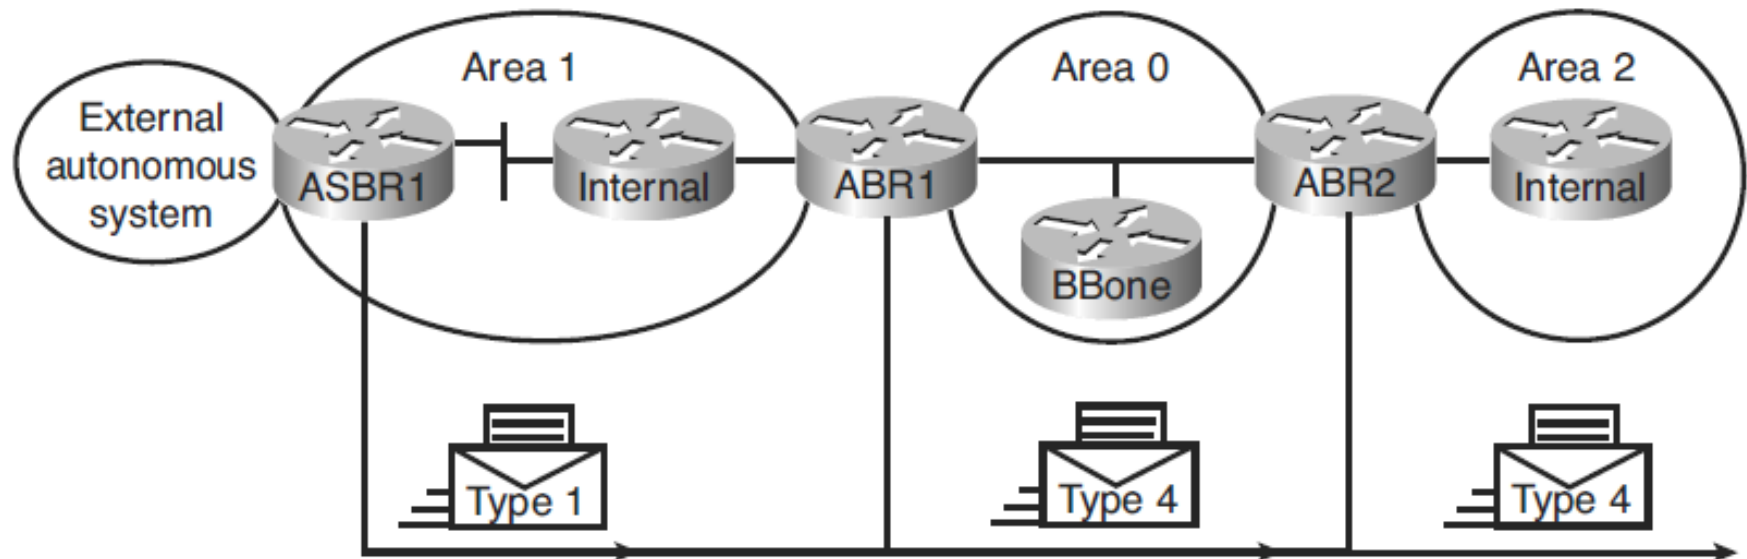 Area 1
Area 0
Area 2
External
autonomous
system
ASBR1
Internal
ABR1
ABR2
Internal
BBone
Type 1
Type 4
Type 4